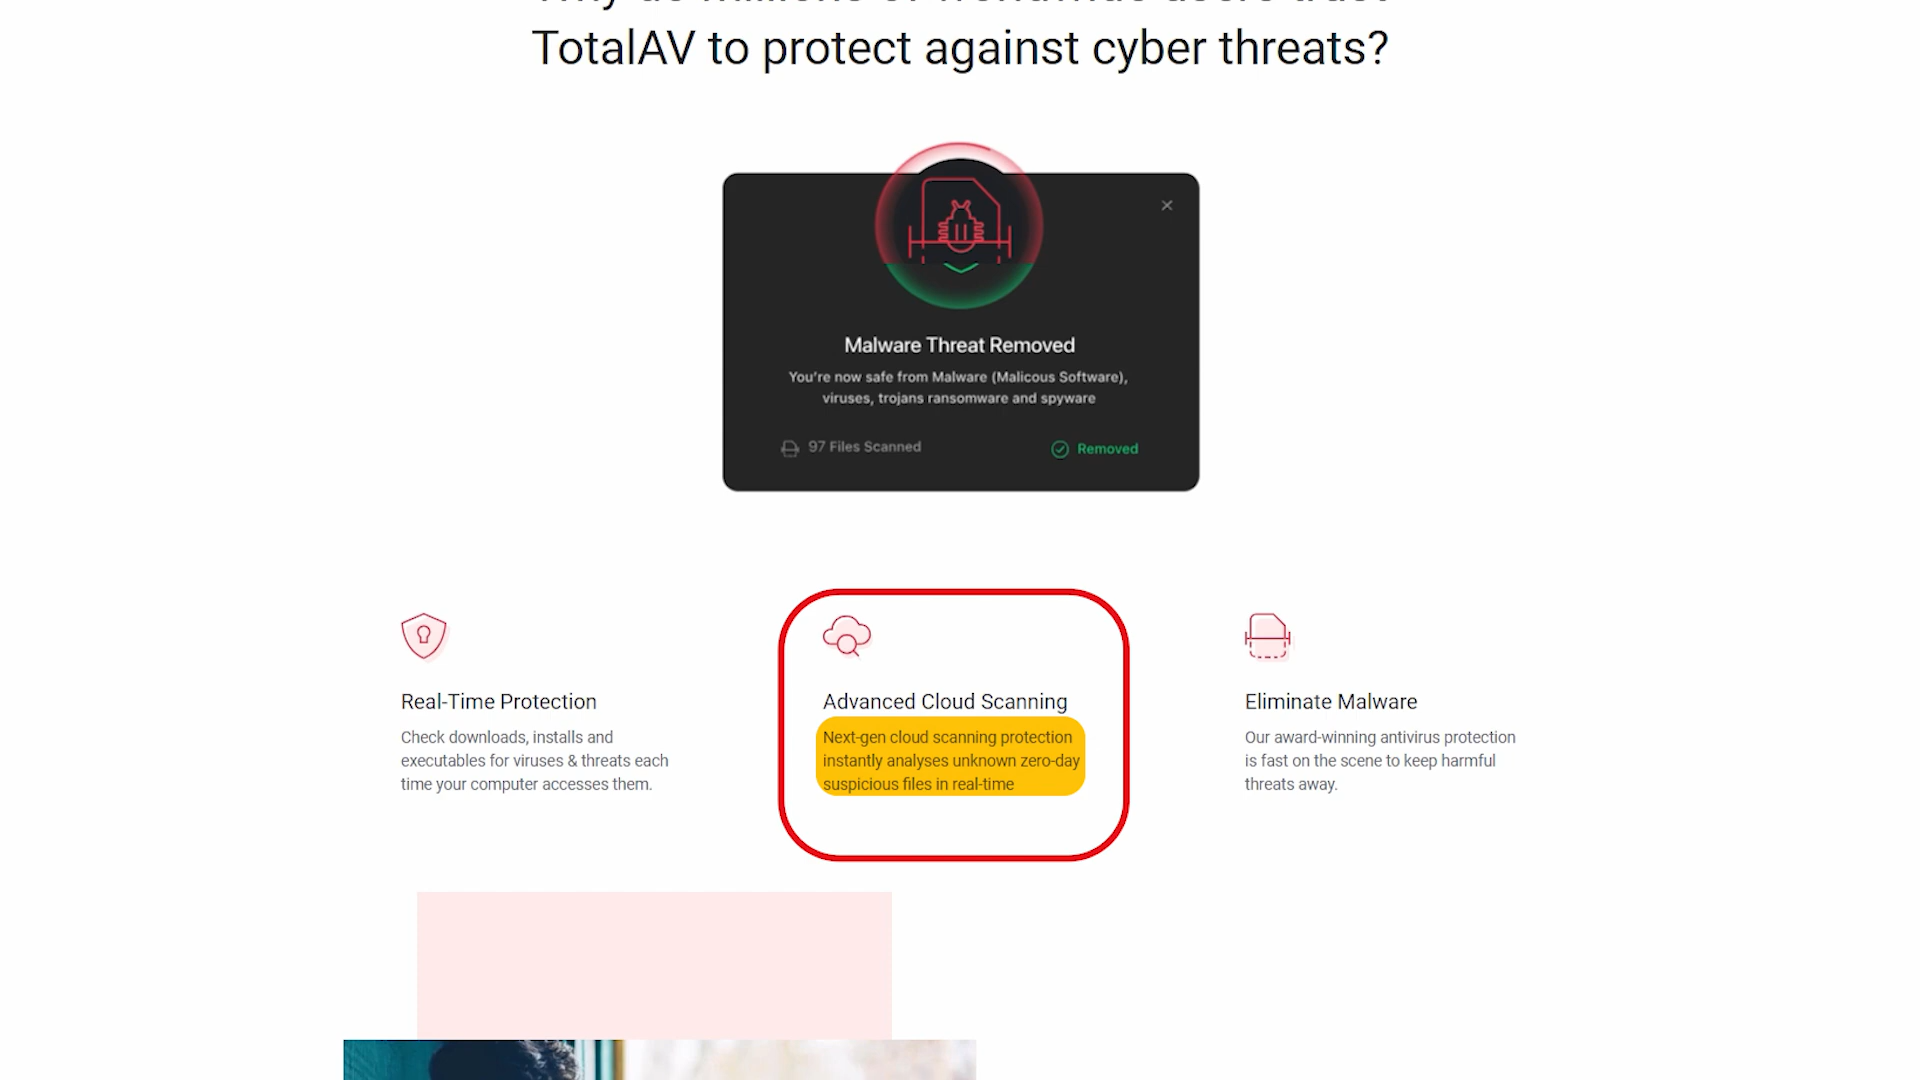 TotalAV to protect against cyber threats?
Malware Threat Removed
You're now safe from Malware (Malicous Software),
viruses, trojans ransomware and spyware
97 Files Scanned
Removed
Real-Time Protection
Check downloads, installs and
executables for viruses & threats each
time your computer accesses them.
Advanced Cloud Scanning
Next-gen cloud scanning protection
instantly analyses unknown zero-day
suspicious files in real-time
Eliminate Malware
Our award-winning antivirus protection
is fast on the scene to keep harmful
threats away.